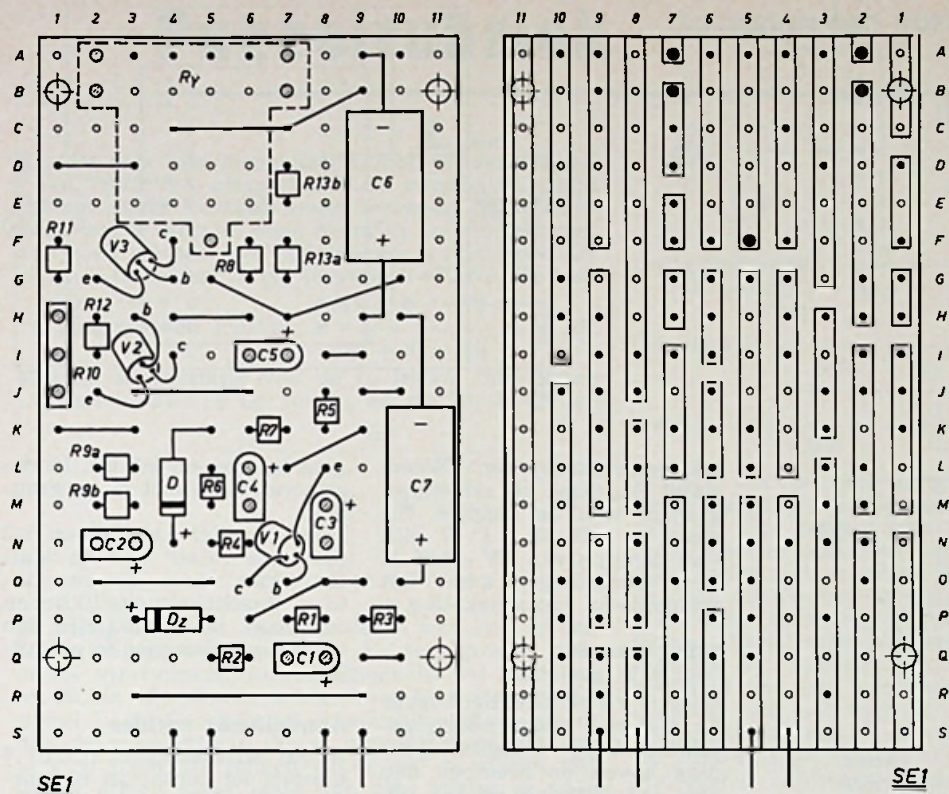 1 2 3 4 5 6 7 8 9 10 11
11 10 9 8 7 6 5 4 3 2 1
A Ry A
B B
C - C
D R13b C6 D
E E
R11
F V3 c R8 R13a + F
G e b G
R12
H b + H
I V2 c C5 I
R10
J e R5 - J
K R7 K
R9a
L D R6 C4 + e C7 L
R9b
M C3 + M
N C2 + R4 V1 + N
+
O c b O
P + Dz R1 R3 P
Q R2 C1 Q
+
R R
S S
SE1 SE1